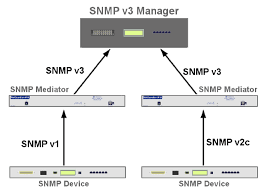 SNMP v3 Manager
SNMP v3
SNMP v3
SNMP Mediator
SNMP Mediator
SNMP v1
SNMP v2c
SNMP Device
SNMP Device